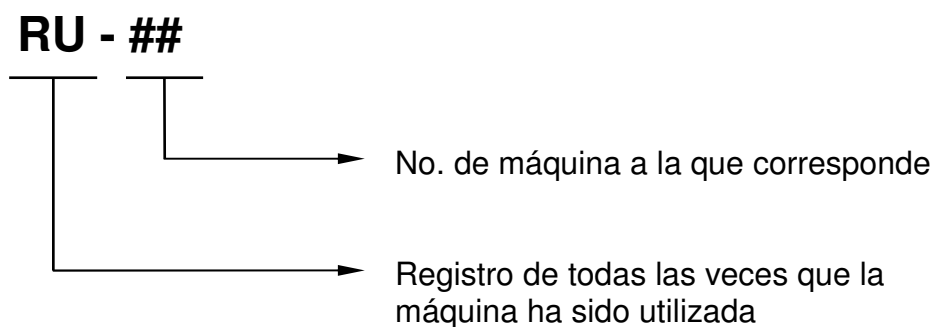 RU - ##
No. de máquina a la que corresponde
Registro de todas las veces que la
máquina ha sido utilizada